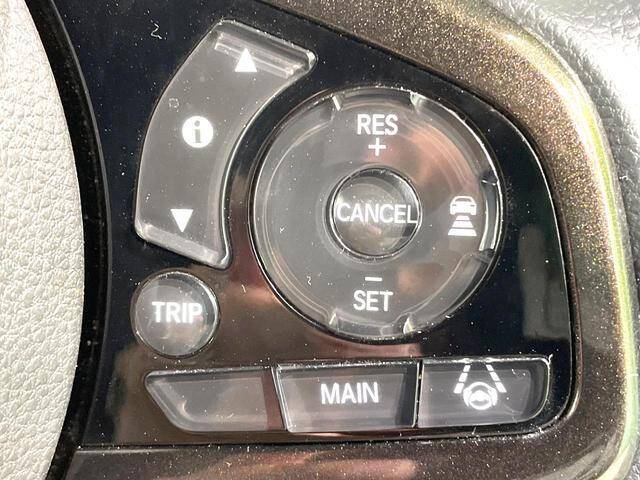 i
RES
+
CANCEL
−
SET
TRIP
MAIN